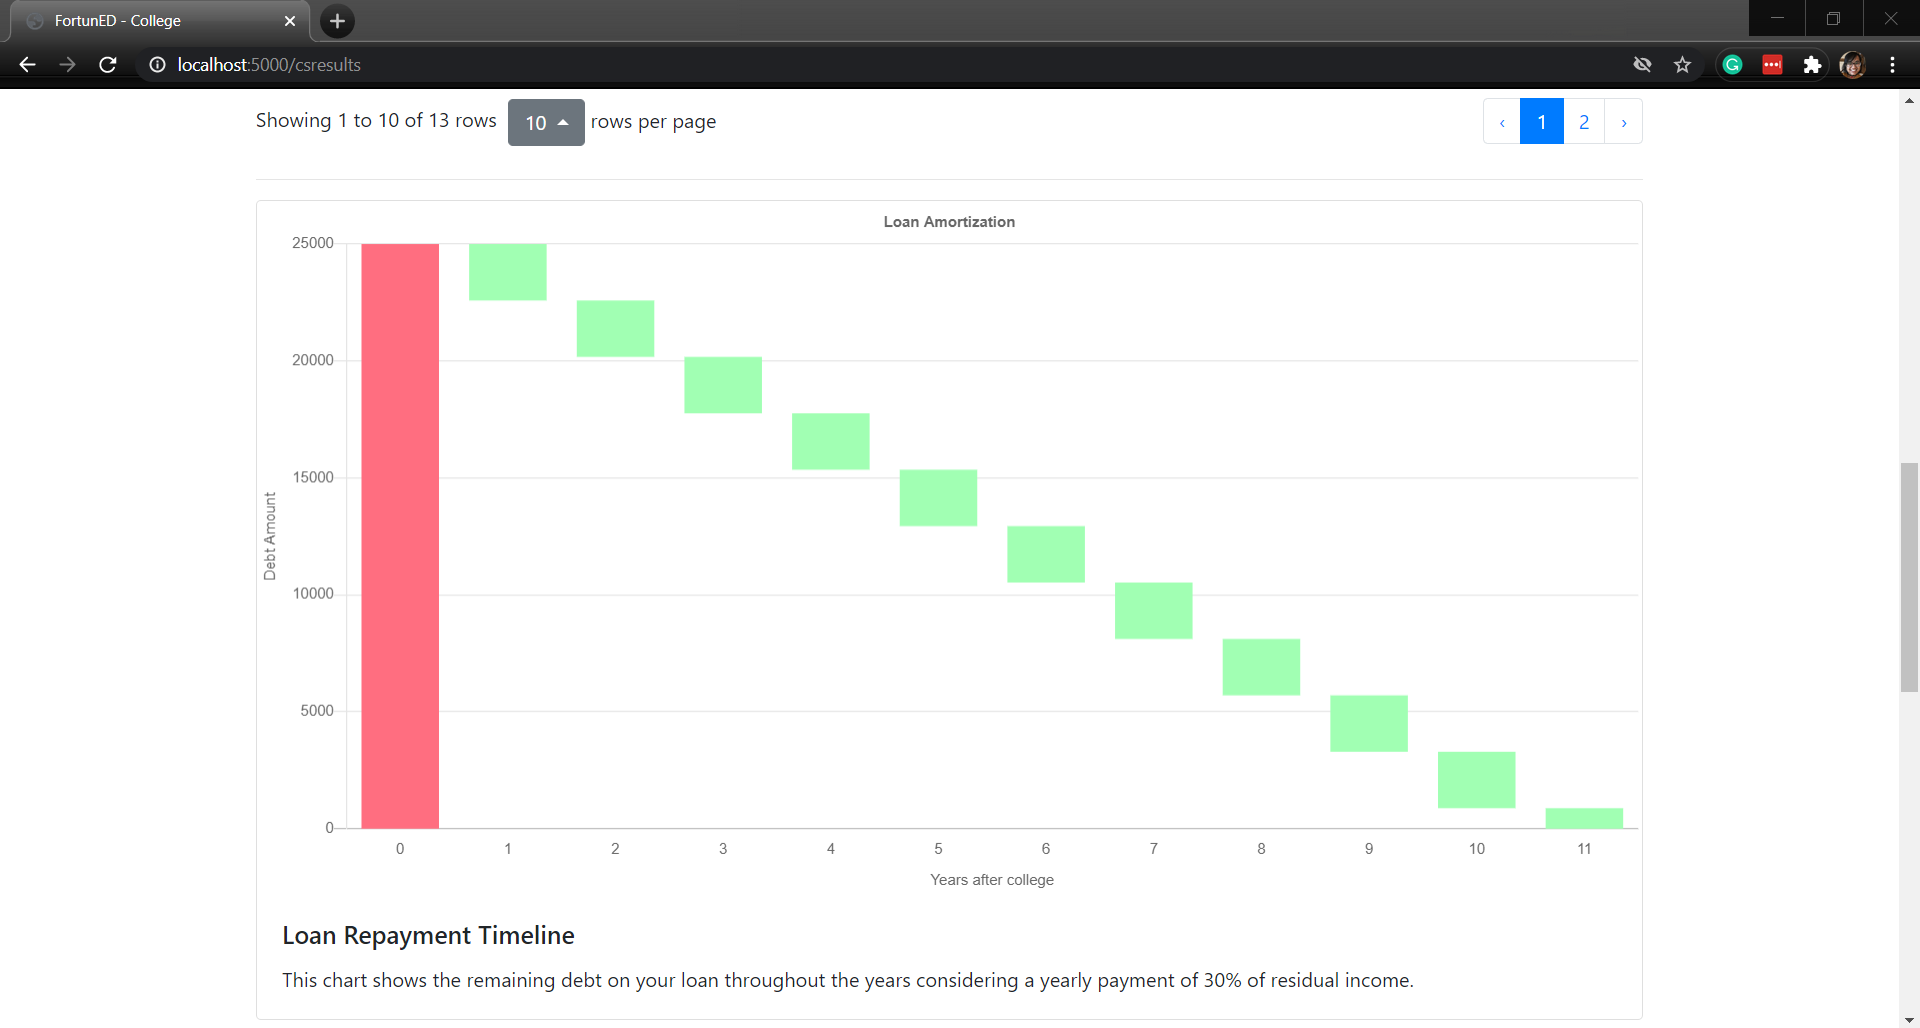 FortunED - College
localhost:5000/csresults
Showing 1 to 10 of 13 rows 10 rows per page ‹ 1 2 ›
Loan Amortization
25000
20000
15000
10000
5000
0
Debt Amount
0 1 2 3 4 5 6 7 8 9 10 11
Years after college
Loan Repayment Timeline
This chart shows the remaining debt on your loan throughout the years considering a yearly payment of 30% of residual income.